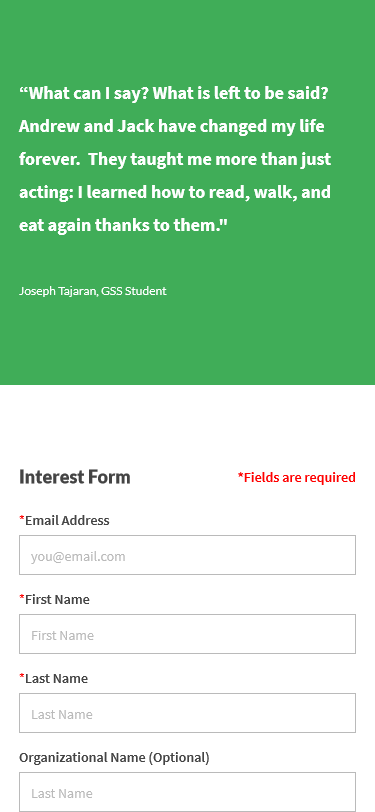 “What can I say? What is left to be said?
Andrew and Jack have changed my life
forever.  They taught me more than just
acting: I learned how to read, walk, and
eat again thanks to them."
Joseph Tajaran, GSS Student
Interest Form
*Fields are required
*Email Address
you@email.com
*First Name
First Name
*Last Name
Last Name
Organizational Name (Optional)
Last Name